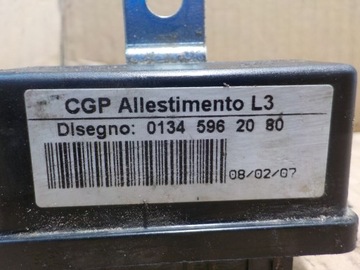 CGP Allestimento L3
Disegno: 0134 596 20 80
08/02/07